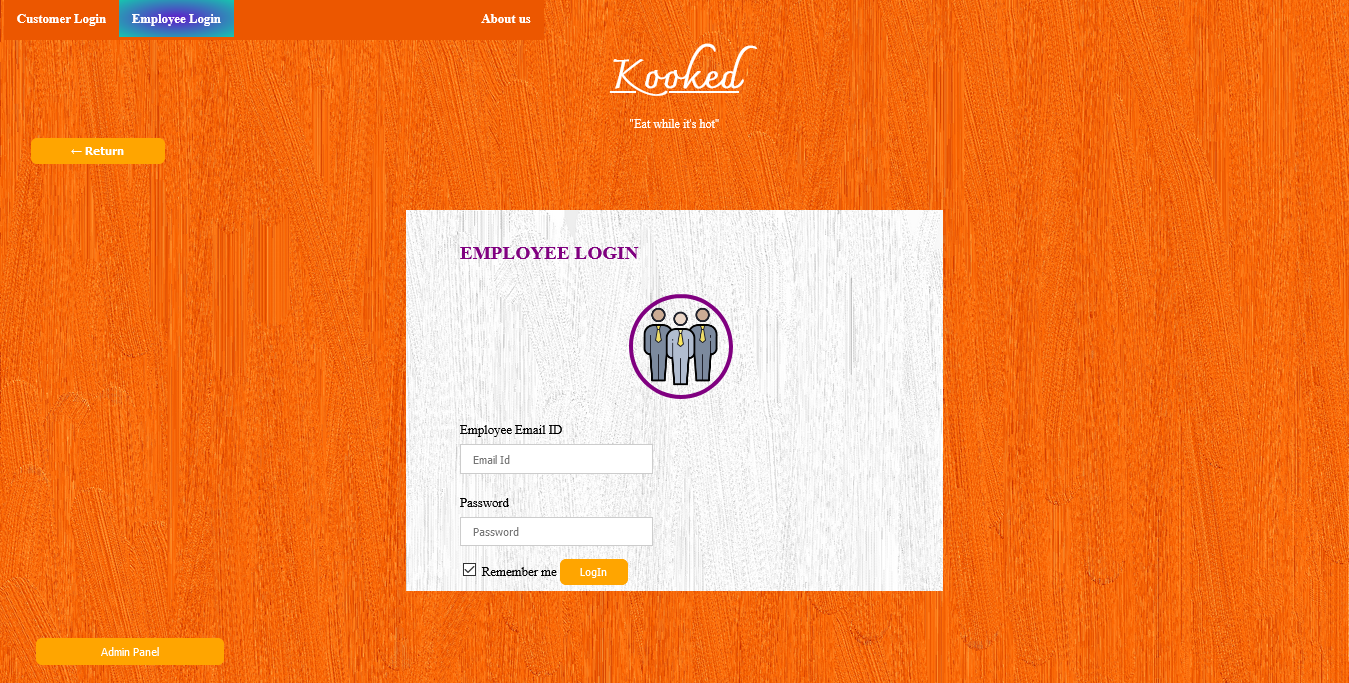 Customer Login Employee Login About us
Kooked
"Eat while it's hot"
← Return
EMPLOYEE LOGIN
Employee Email ID
Email Id
Password
Password
Remember me LogIn
Admin Panel